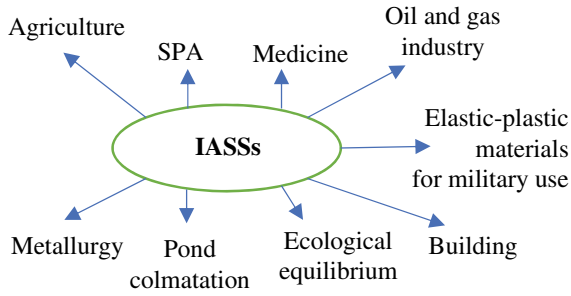 Agriculture
SPA
Medicine
Oil and gas
industry
IASSs
Elastic-plastic
materials
for military use
Metallurgy
Pond
colmatation
Ecological
equilibrium
Building